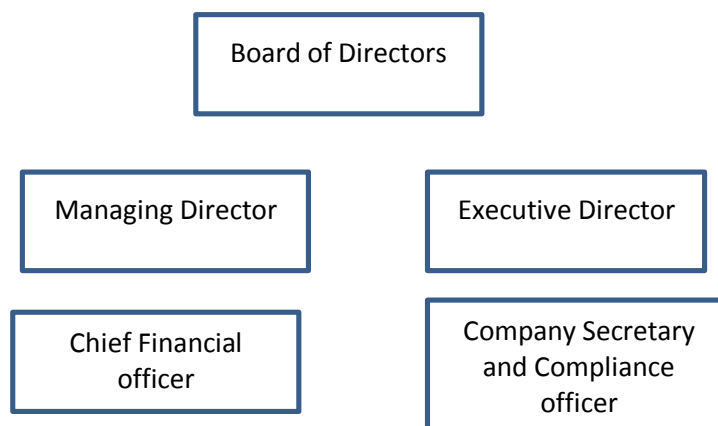 Board of Directors
Managing Director
Executive Director
Chief Financial
officer
Company Secretary
and Compliance
officer